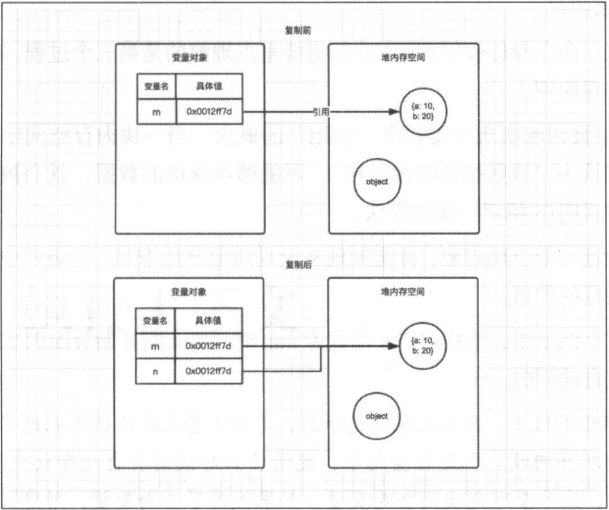 复制前
变量对象
堆内存空间
变量名 具体值
m 0x0012ff7d
引用
{a: 10,
b: 20}
object
复制后
变量对象
堆内存空间
变量名 具体值
m 0x0012ff7d
n 0x0012ff7d
{a: 10,
b: 20}
object